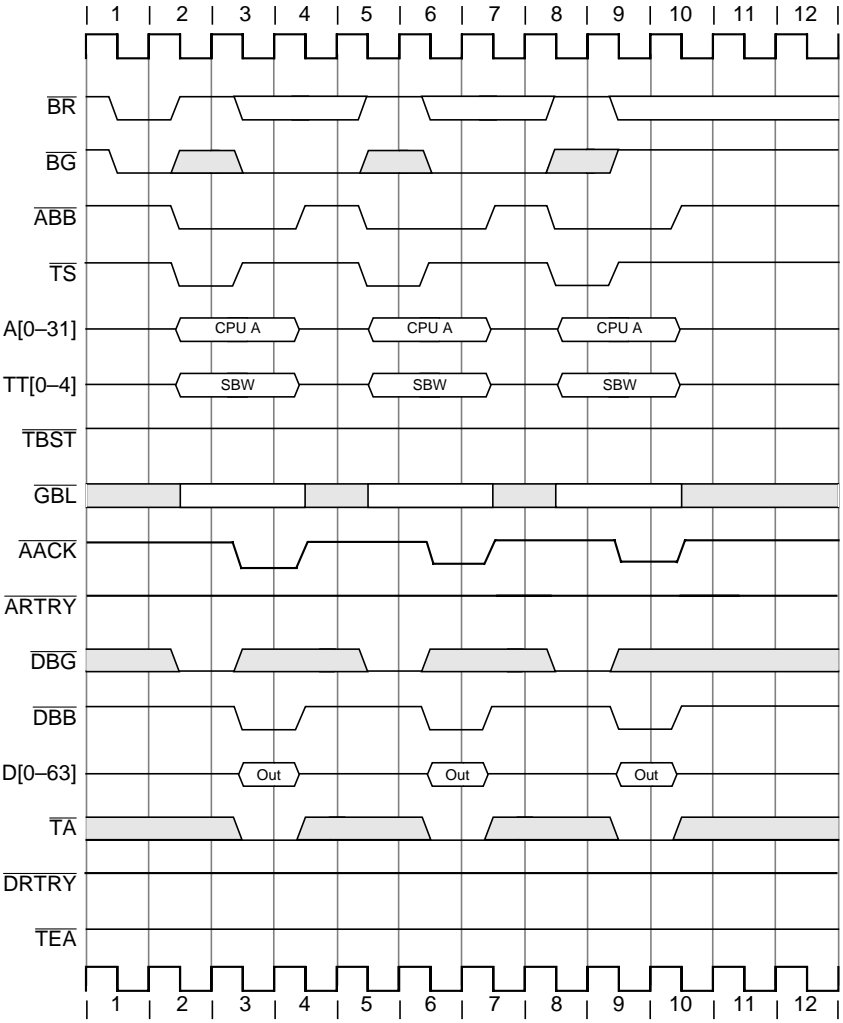 1 2 3 4 5 6 7 8 9 10 11 12
BR
BG
ABB
TS
A[0–31] CPU A CPU A CPU A
TT[0–4] SBW SBW SBW
TBST
GBL
AACK
ARTRY
DBG
DBB
D[0–63] Out Out Out
TA
DRTRY
TEA
1 2 3 4 5 6 7 8 9 10 11 12